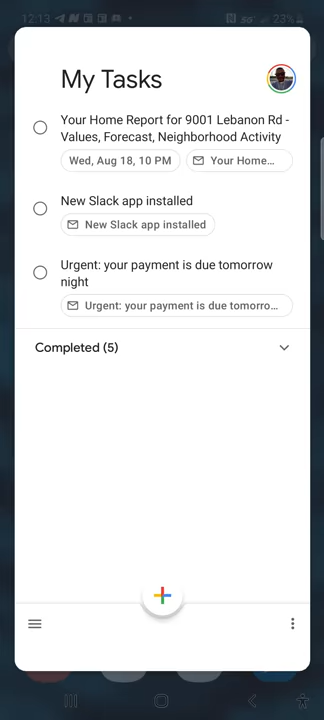 12:13
5G
23%
My Tasks
Your Home Report for 9001 Lebanon Rd -
Values, Forecast, Neighborhood Activity
Wed, Aug 18, 10 PM
Your Home...
New Slack app installed
New Slack app installed
Urgent: your payment is due tomorrow
night
Urgent: your payment is due tomorro...
Completed (5)